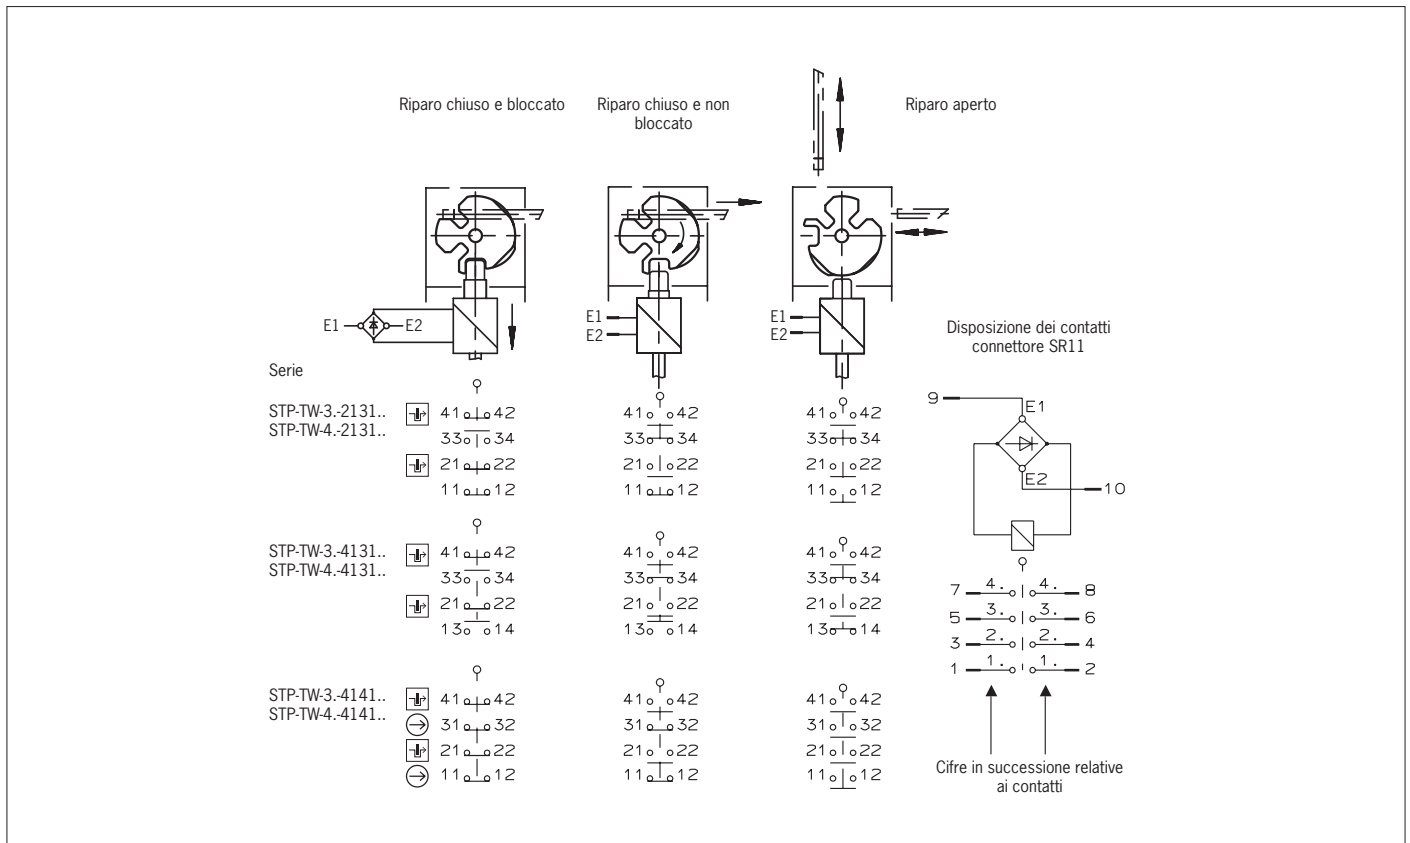 Riparo chiuso e bloccato
Riparo chiuso e non
bloccato
Riparo aperto
E1 E2
E1
E2
E1
E2
Disposizione dei contatti
connettore SR11
9 E1
E2 10
7 4. 4. 8
5 3. 3. 6
3 2. 2. 4
1 1. 1. 2
Cifre in successione relative
ai contatti
Serie
STP-TW-3.-2131..
STP-TW-4.-2131..
41 42 41 42 41 42
33 34 33 34 33 34
21 22 21 22 21 22
11 12 11 12 11 12
STP-TW-3.-4131..
STP-TW-4.-4131..
41 42 41 42 41 42
33 34 33 34 33 34
21 22 21 22 21 22
13 14 13 14 13 14
STP-TW-3.-4141..
STP-TW-4.-4141..
41 42 41 42 41 42
31 32 31 32 31 32
21 22 21 22 21 22
11 12 11 12 11 12